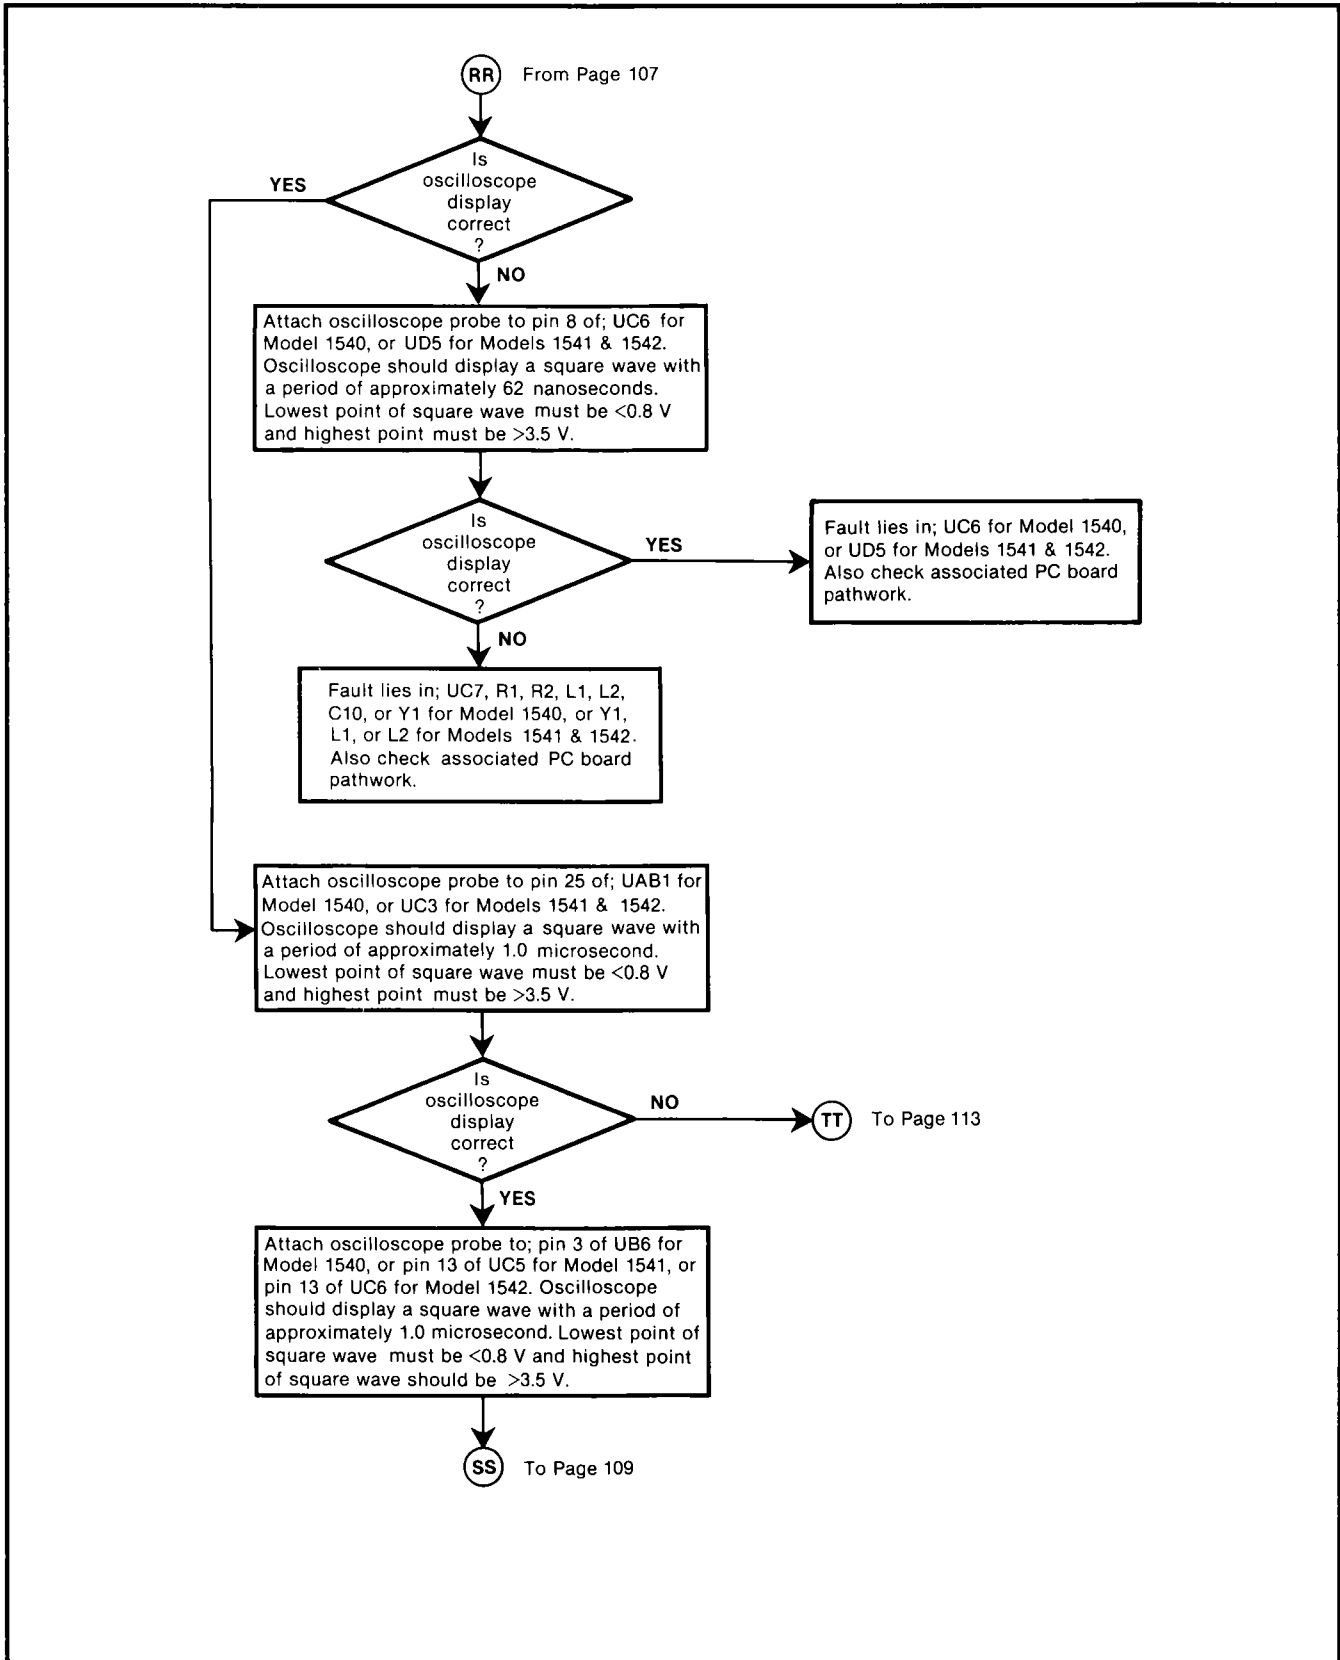 RR From Page 107
Is
oscilloscope
display
correct
?
YES
NO
Attach oscilloscope probe to pin 8 of; UC6 for
Model 1540, or UD5 for Models 1541 & 1542.
Oscilloscope should display a square wave with
a period of approximately 62 nanoseconds.
Lowest point of square wave must be <0.8 V
and highest point must be >3.5 V.
Is
oscilloscope
display
correct
?
YES
Fault lies in; UC6 for Model 1540,
or UD5 for Models 1541 & 1542.
Also check associated PC board
pathwork.
NO
Fault lies in; UC7, R1, R2, L1, L2,
C10, or Y1 for Model 1540, or Y1,
L1, or L2 for Models 1541 & 1542.
Also check associated PC board
pathwork.
Attach oscilloscope probe to pin 25 of; UAB1 for
Model 1540, or UC3 for Models 1541 & 1542.
Oscilloscope should display a square wave with
a period of approximately 1.0 microsecond.
Lowest point of square wave must be <0.8 V
and highest point must be >3.5 V.
Is
oscilloscope
display
correct
?
NO
TT To Page 113
YES
Attach oscilloscope probe to; pin 3 of UB6 for
Model 1540, or pin 13 of UC5 for Model 1541, or
pin 13 of UC6 for Model 1542. Oscilloscope
should display a square wave with a period of
approximately 1.0 microsecond. Lowest point of
square wave must be <0.8 V and highest point
of square wave should be >3.5 V.
SS To Page 109